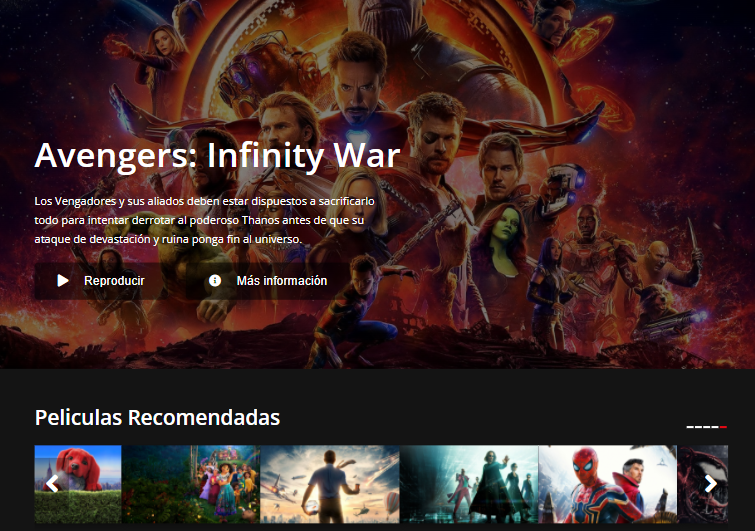 Avengers: Infinity War
Los Vengadores y sus aliados deben estar dispuestos a sacrificarlo
todo para intentar derrotar al poderoso Thanos antes de que su
ataque de devastación y ruina ponga fin al universo.
Reproducir
Más información
Peliculas Recomendadas